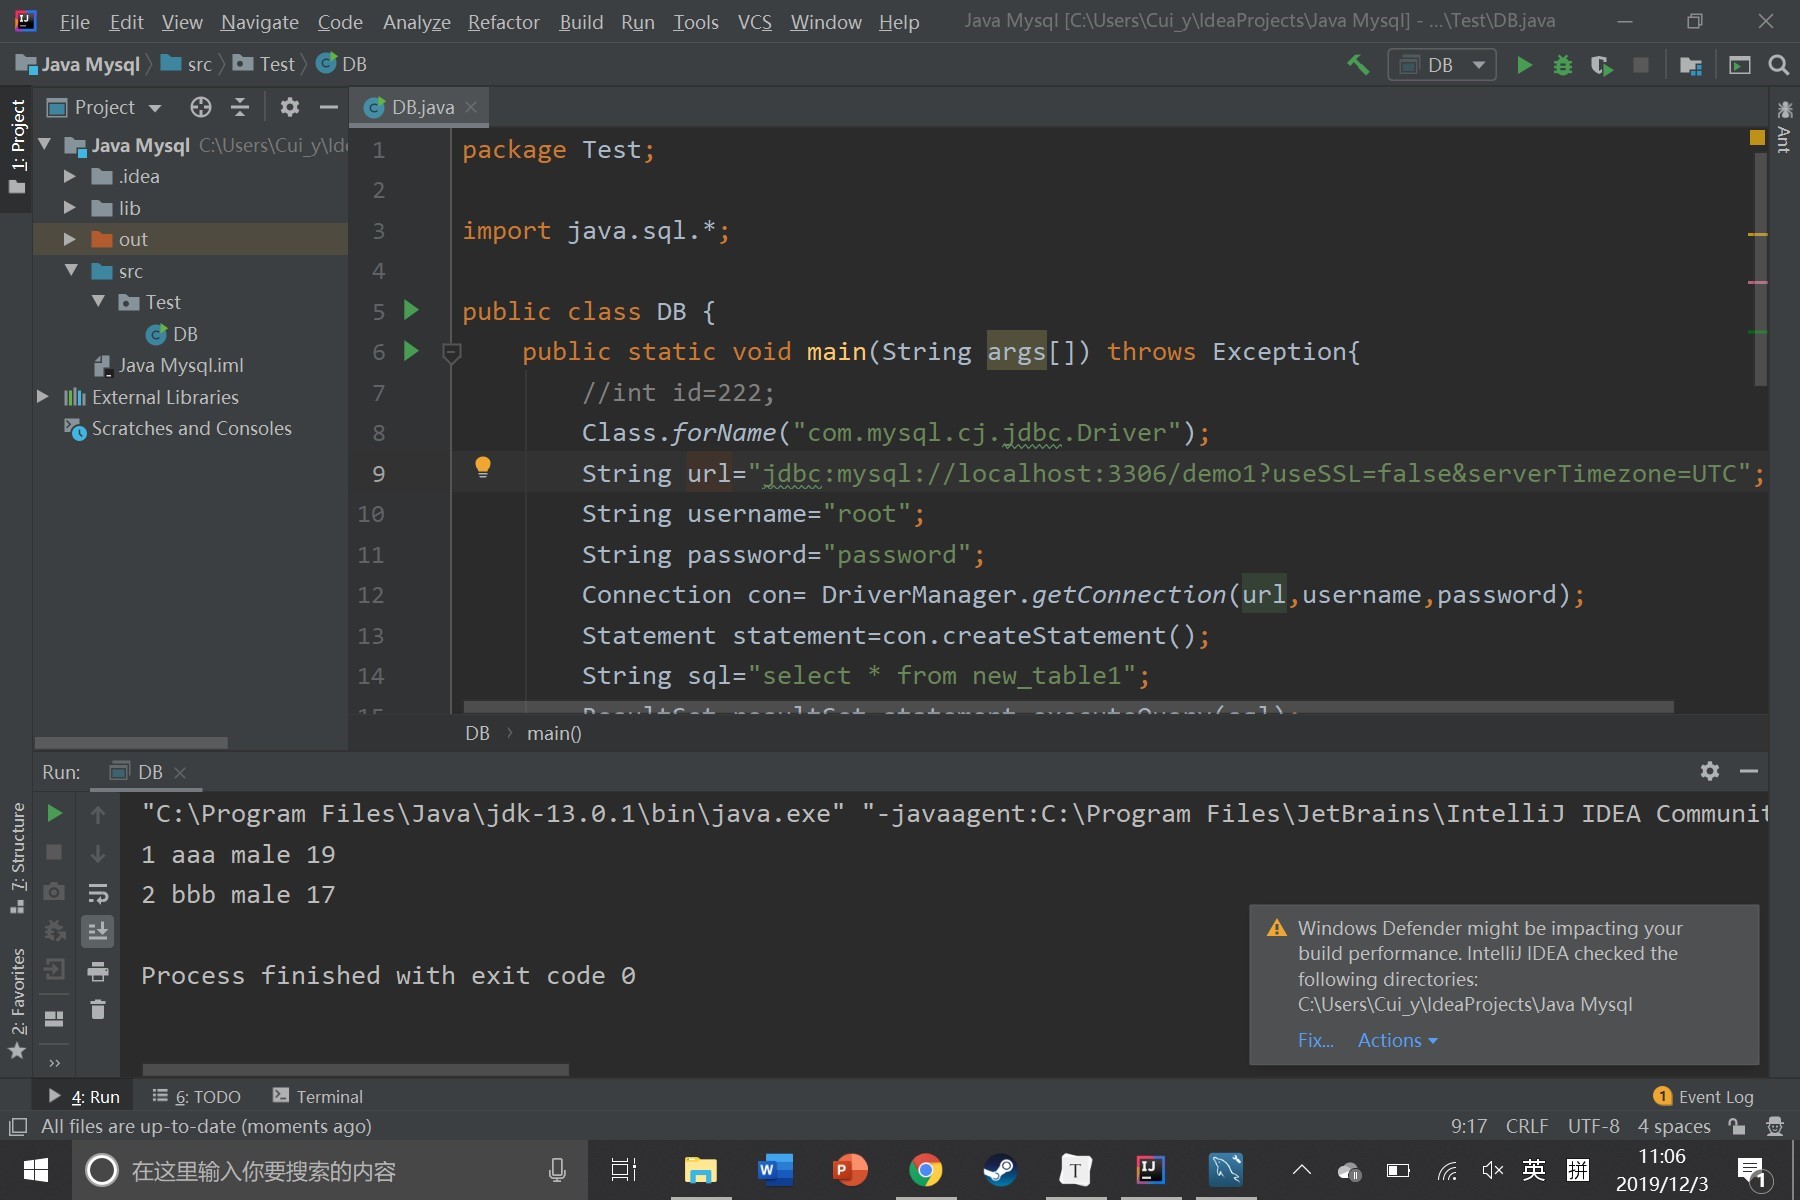 File Edit View Navigate Code Analyze Refactor Build Run Tools VCS Window Help Java Mysql [C:\Users\Cui_y\IdeaProjects\Java Mysql] - ...\Test\DB.java
Java Mysql src Test DB
DB
1: Project
Project
DB.java
Ant
Java Mysql C:\Users\Cui_y\Ide
.idea
lib
out
src
Test
DB
Java Mysql.iml
External Libraries
Scratches and Consoles
1 package Test;
2
3 import java.sql.*;
4
5 public class DB {
6 public static void main(String args[]) throws Exception{
7 //int id=222;
8 Class.forName("com.mysql.cj.jdbc.Driver");
9 String url="jdbc:mysql://localhost:3306/demo1?useSSL=false&serverTimezone=UTC";
10 String username="root";
11 String password="password";
12 Connection con= DriverManager.getConnection(url,username,password);
13 Statement statement=con.createStatement();
14 String sql="select * from new_table1";
DB › main()
Run: DB
7: Structure
2: Favorites
"C:\Program Files\Java\jdk-13.0.1\bin\java.exe" "-javaagent:C:\Program Files\JetBrains\IntelliJ IDEA Communit
1 aaa male 19
2 bbb male 17
Process finished with exit code 0
Windows Defender might be impacting your
build performance. IntelliJ IDEA checked the
following directories:
C:\Users\Cui_y\IdeaProjects\Java Mysql
Fix... Actions
4: Run 6: TODO Terminal 1 Event Log
All files are up-to-date (moments ago) 9:17 CRLF UTF-8 4 spaces
在这里输入你要搜索的内容
英 拼
11:06
2019/12/3
1